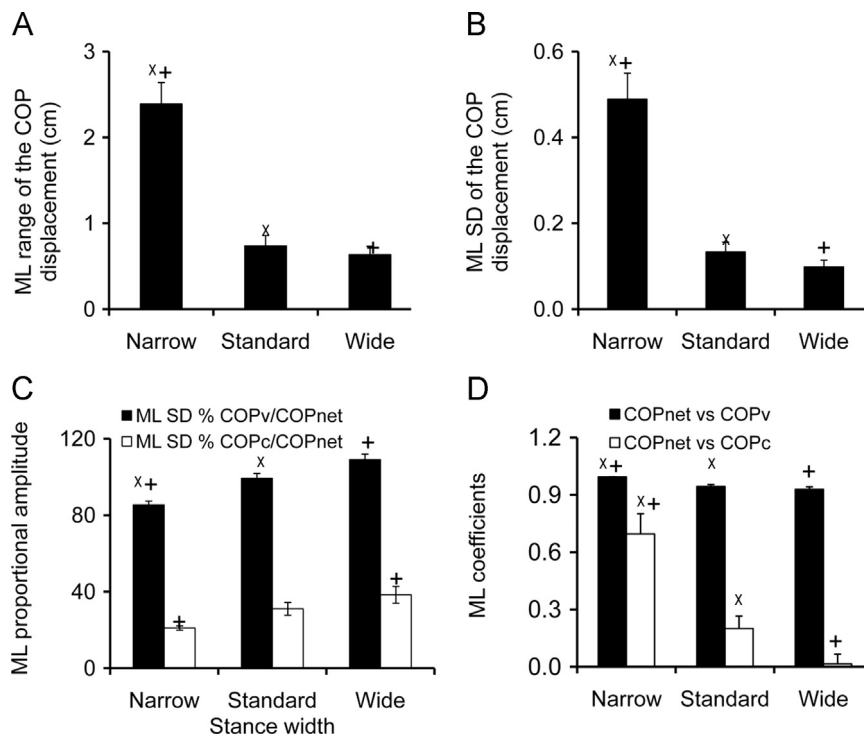 A
ML range of the COP
displacement (cm)
3
2
1
0
x +
x
+
Narrow Standard Wide
B
ML SD of the COP
displacement (cm)
0.6
0.4
0.2
0.0
x +
x
+
Narrow Standard Wide
C
ML SD % COPv/COPnet
ML SD % COPc/COPnet
ML proportional amplitude
120
80
40
0
x +
+
x
+
+
Narrow Standard Wide
Stance width
D
COPnet vs COPv
COPnet vs COPc
ML coefficients
1.2
0.9
0.6
0.3
0.0
x +
x +
x
x
+
+
Narrow Standard Wide